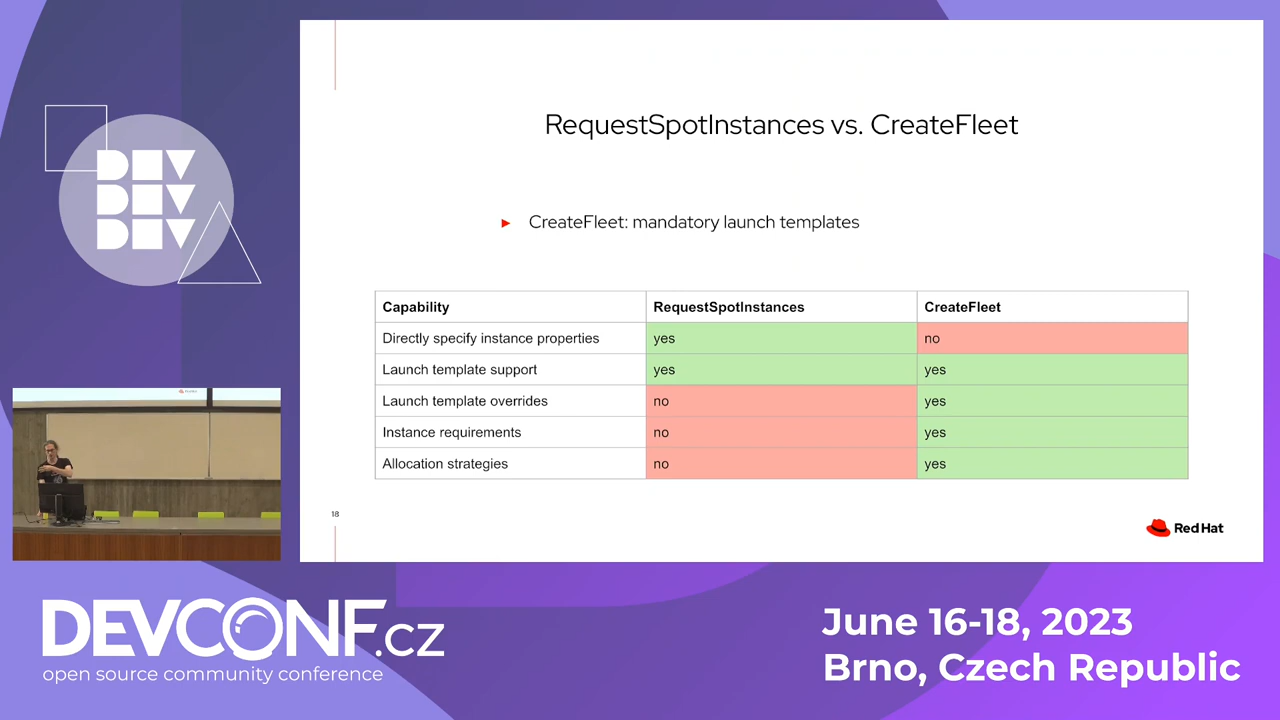 RequestSpotInstances vs. CreateFleet
► CreateFleet: mandatory launch templates
Capability RequestSpotInstances CreateFleet
Directly specify instance properties yes no
Launch template support yes yes
Launch template overrides no yes
Instance requirements no yes
Allocation strategies no yes
18
Red Hat
DEV
DEV
DEV
DEVCONF.cz
open source community conference
June 16-18, 2023
Brno, Czech Republic